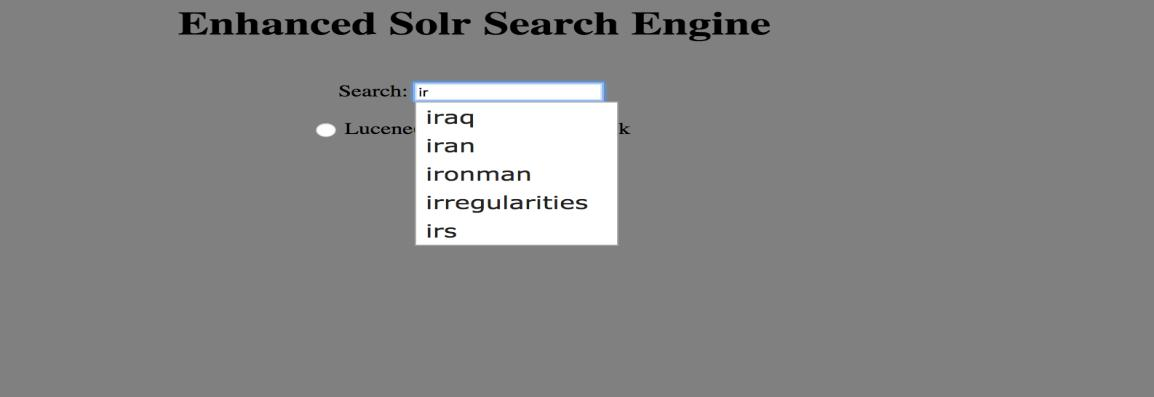 Enhanced Solr Search Engine
Search: ir
Lucene k
iraq
iran
ironman
irregularities
irs